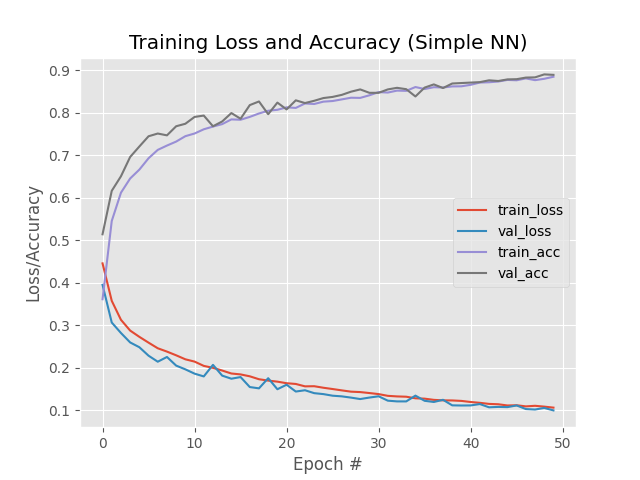 Training Loss and Accuracy (Simple NN)
Loss/Accuracy
0.9
0.8
0.7
0.6
0.5
0.4
0.3
0.2
0.1
train_loss
val_loss
train_acc
val_acc
0 10 20 30 40 50
Epoch #